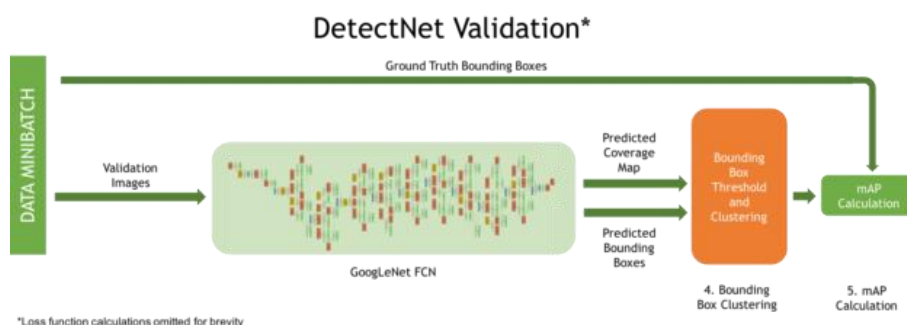 DetectNet Validation*
Ground Truth Bounding Boxes
DATA MINIBATCH
Validation
Images
GoogLeNet FCN
Predicted
Coverage
Map
Predicted
Bounding
Boxes
Bounding
Box
Threshold
and
Clustering
mAP
Calculation
4. Bounding
Box Clustering
5. mAP
Calculation
*Loss function calculations omitted for brevity